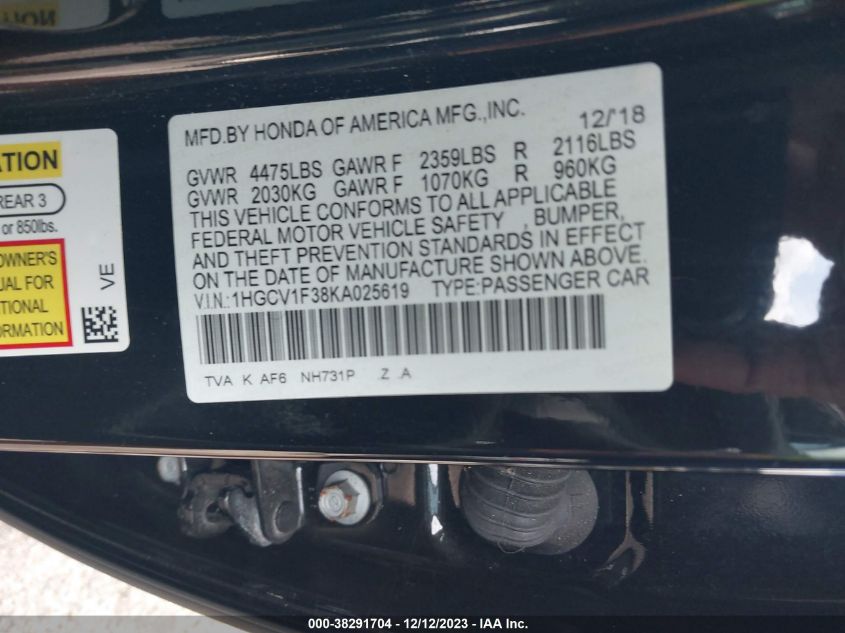 MFD.BY HONDA OF AMERICA MFG.,INC. 12/'18
GVWR 4475LBS GAWR F 2359LBS R 2116LBS
GVWR 2030KG GAWR F 1070KG R 960KG
THIS VEHICLE CONFORMS TO ALL APPLICABLE
FEDERAL MOTOR VEHICLE SAFETY , BUMPER,
AND THEFT PREVENTION STANDARDS IN EFFECT
ON THE DATE OF MANUFACTURE SHOWN ABOVE.
V.I.N.:1HGCV1F38KA025619 TYPE:PASSENGER CAR
TVA K AF6 NH731P .Z .A
ATION
REAR 3
or 850lbs.
OWNER'S
UAL FOR
TIONAL
ORMATION
VE
000-38291704 - 12/12/2023 - IAA Inc.